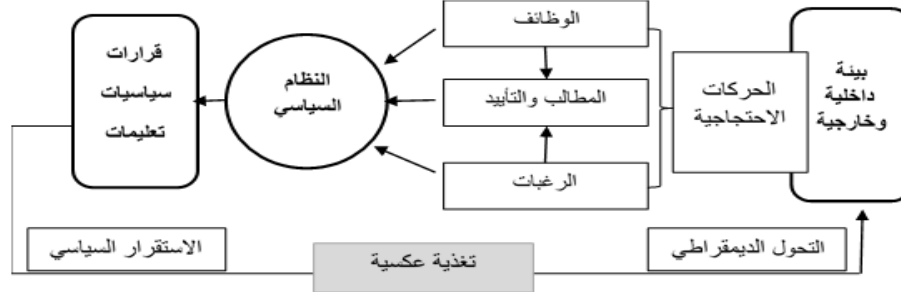 بيئة
داخلية
وخارجية
الحركات
الاحتجاجية
الوظائف
المطالب والتأييد
الرغبات
النظام
السياسي
قرارات
سياسيات
تعليمات
التحول الديمقراطي
تغذية عكسية
الاستقرار السياسي